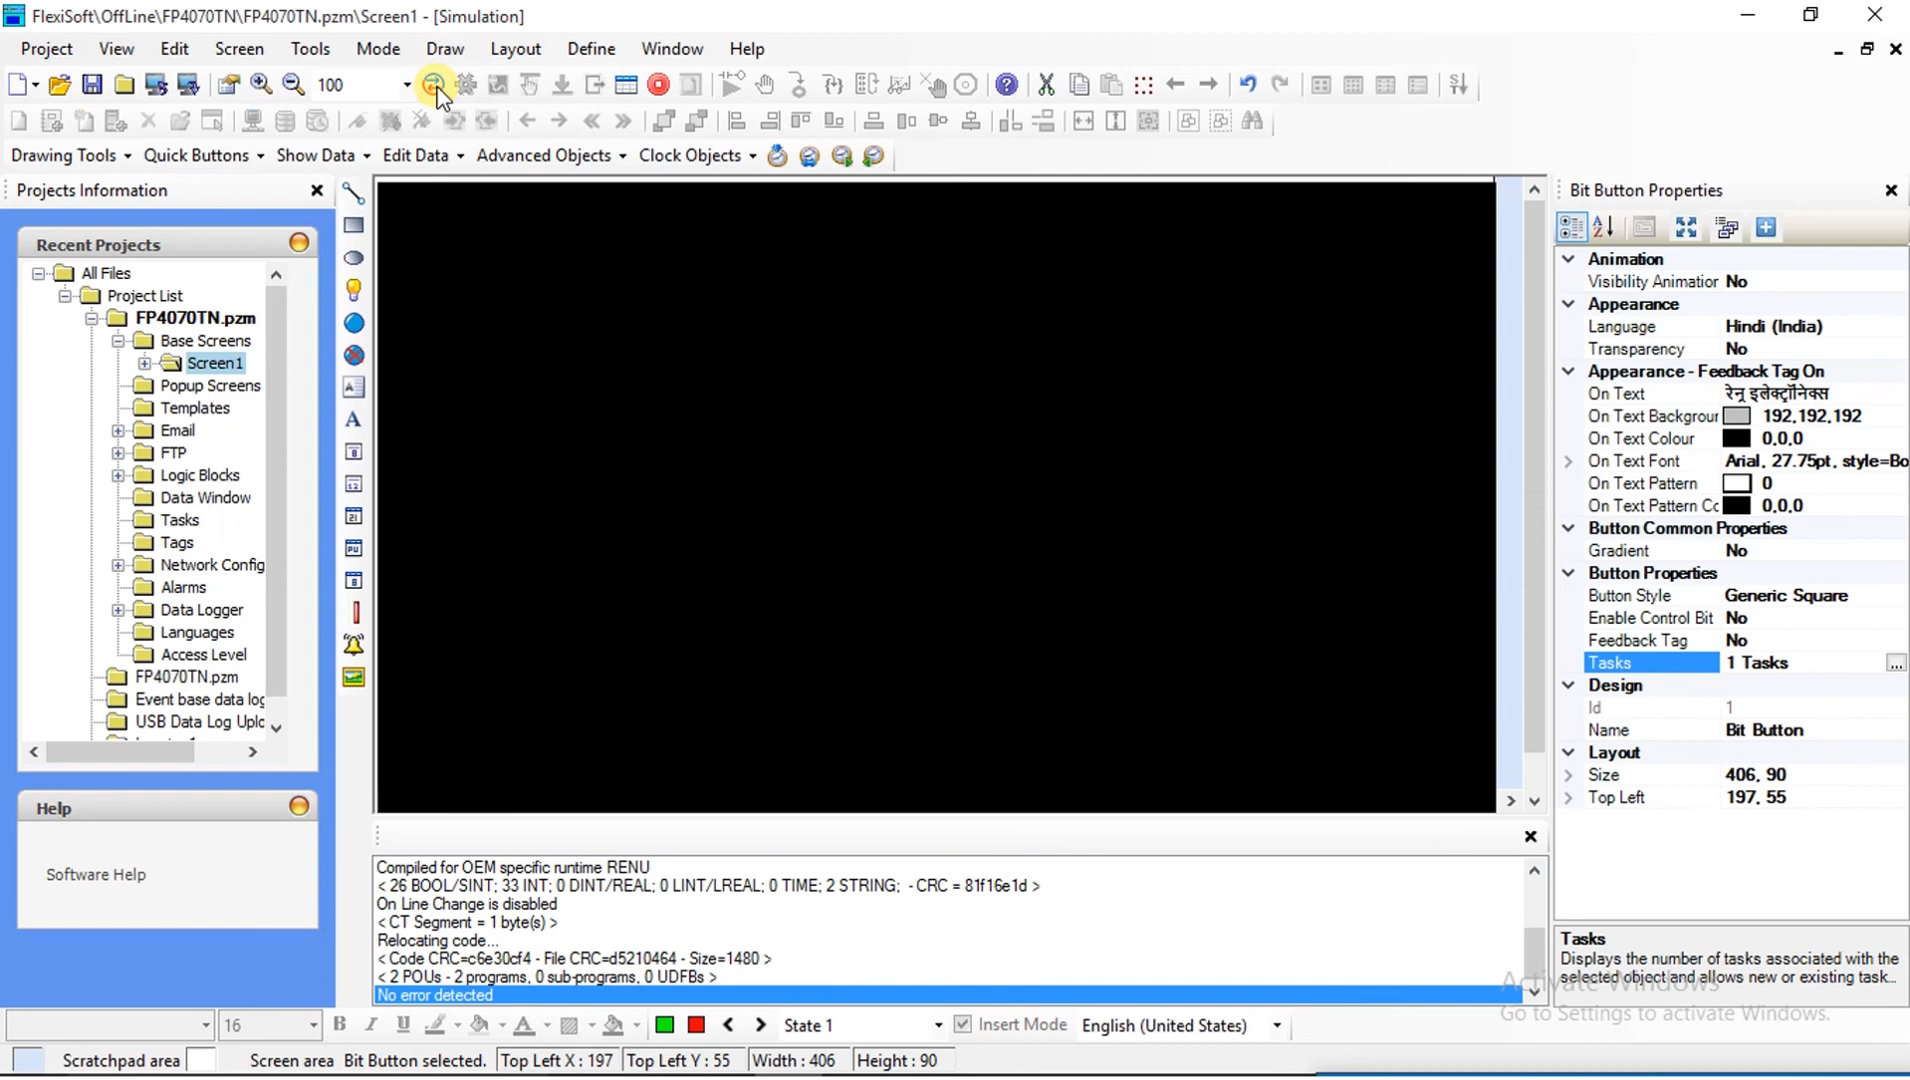 FlexiSoft\OffLine\FP4070TN\FP4070TN.pzm\Screen1 - [Simulation]
Project View Edit Screen Tools Mode Draw Layout Define Window Help
100
Drawing Tools Quick Buttons Show Data Edit Data Advanced Objects Clock Objects
Projects Information
Recent Projects
All Files
Project List
FP4070TN.pzm
Base Screens
Screen1
Popup Screens
Templates
Email
FTP
Logic Blocks
Data Window
Tasks
Tags
Network Config
Alarms
Data Logger
Languages
Access Level
FP4070TN.pzm
Event base data log
USB Data Log Uplo
Help
Software Help
Compiled for OEM specific runtime RENU
< 26 BOOL/SINT; 33 INT; 0 DINT/REAL; 0 LINT/LREAL; 0 TIME; 2 STRING; - CRC = 81f16e1d >
On Line Change is disabled
< CT Segment = 1 byte(s) >
Relocating code...
< Code CRC=c6e30cf4 - File CRC=d5210464 - Size=1480 >
< 2 POUs - 2 programs, 0 sub-programs, 0 UDFBs >
No error detected
Bit Button Properties
Animation
Visibility Animation No
Appearance
Language Hindi (India)
Transparency No
Appearance - Feedback Tag On
On Text रेनू इलेक्ट्रॉनिक्स
On Text Backgrour 192,192,192
On Text Colour 0,0,0
On Text Font Arial, 27.75pt, style=Bo
On Text Pattern 0
On Text Pattern Cc 0,0,0
Button Common Properties
Gradient No
Button Properties
Button Style Generic Square
Enable Control Bit No
Feedback Tag No
Tasks 1 Tasks ...
Design
Id 1
Name Bit Button
Layout
Size 406, 90
Top Left 197, 55
Tasks
Displays the number of tasks associated with the
selected object and allows new or existing task...
Activate Windows
Go to Settings to activate Windows.
16 B I U State 1 Insert Mode English (United States)
Scratchpad area Screen area Bit Button selected. Top Left X : 197 Top Left Y : 55 Width : 406 Height : 90